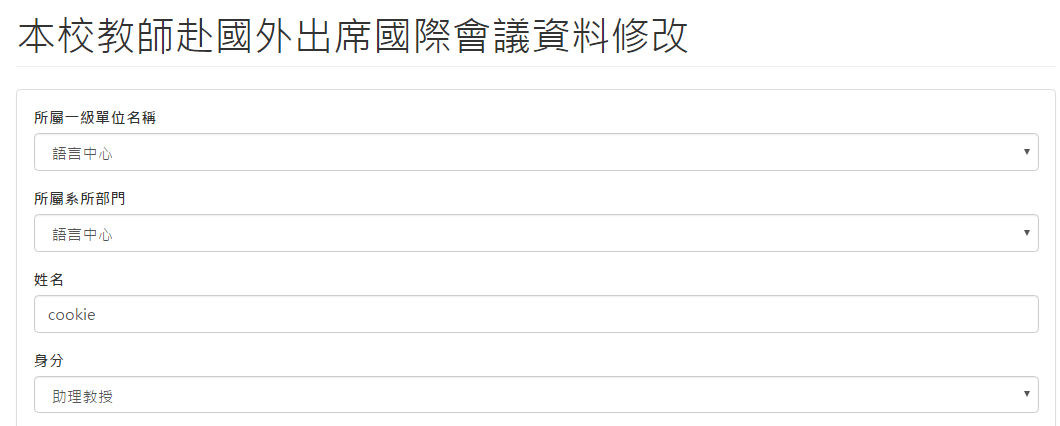 本校教師赴國外出席國際會議資料修改
所屬一級單位名稱
語言中心
所屬系所部門
語言中心
姓名
cookie
身分
助理教授